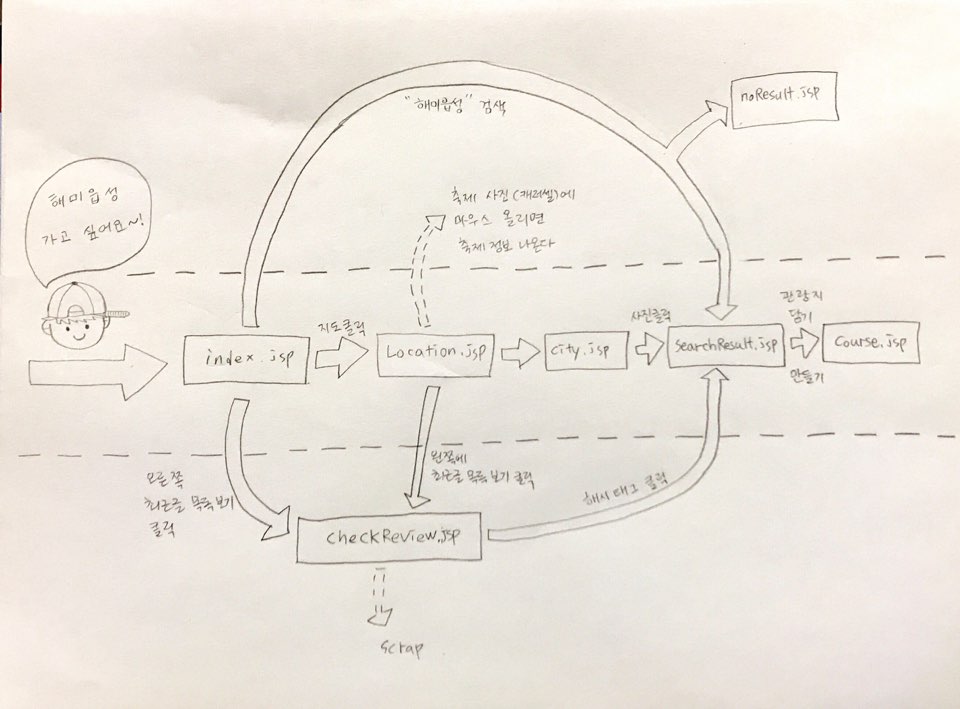 "해미읍성" 검색
noResult.jsp
해미읍성
가고 싶어요~!
축제 사진(캐러셀)에
마우스 올리면
축제 정보 나온다
지도클릭
사진클릭
관광지
담기
index.jsp
Location.jsp
city.jsp
SearchResult.jsp
Course.jsp
만들기
오른쪽
최근글 목록 보기
클릭
왼쪽에
최근글 목록 보기 클릭
해시태그 클릭
checkReview.jsp
scrap